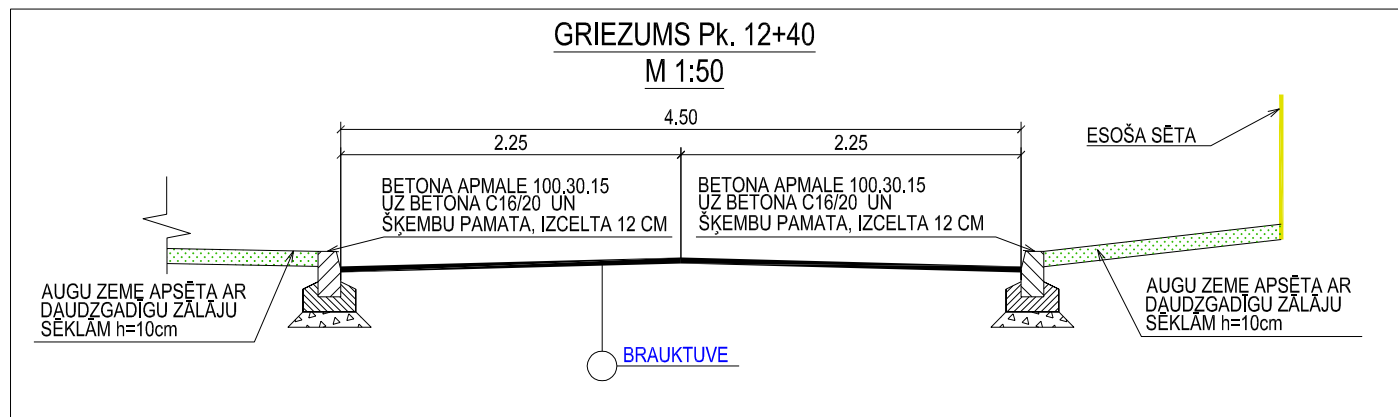 GRIEZUMS Pk. 12+40
M 1:50
4.50
2.25
2.25
ESOŠA SĒTA
BETONA APMALE 100.30.15
UZ BETONA C16/20 UN
ŠĶEMBU PAMATA, IZCELTA 12 CM
BETONA APMALE 100.30.15
UZ BETONA C16/20 UN
ŠĶEMBU PAMATA, IZCELTA 12 CM
AUGU ZEME APSĒTA AR
DAUDZGADĪGU ZĀLĀJU
SĒKLĀM h=10cm
AUGU ZEME APSĒTA AR
DAUDZGADĪGU ZĀLĀJU
SĒKLĀM h=10cm
BRAUKTUVE